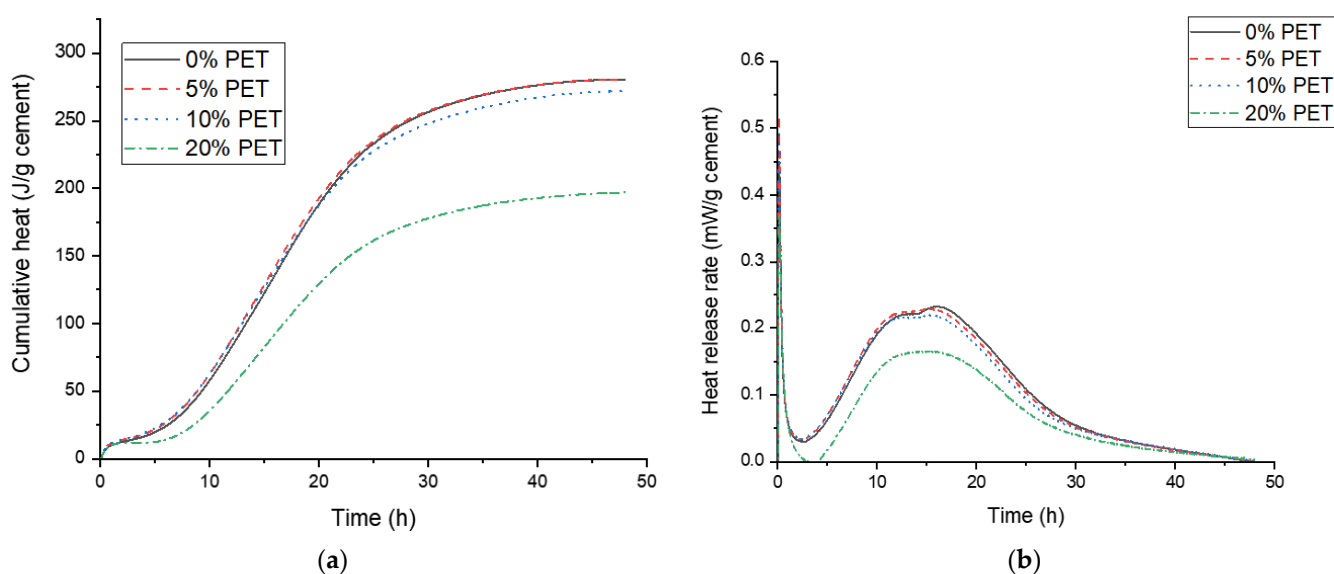 Cumulative heat (J/g cement)
300
250
200
150
100
50
0
0% PET
5% PET
10% PET
20% PET
0 10 20 30 40 50
Time (h)
(a)
Heat release rate (mW/g cement)
0.6
0.5
0.4
0.3
0.2
0.1
0.0
0% PET
5% PET
10% PET
20% PET
0 10 20 30 40 50
Time (h)
(b)